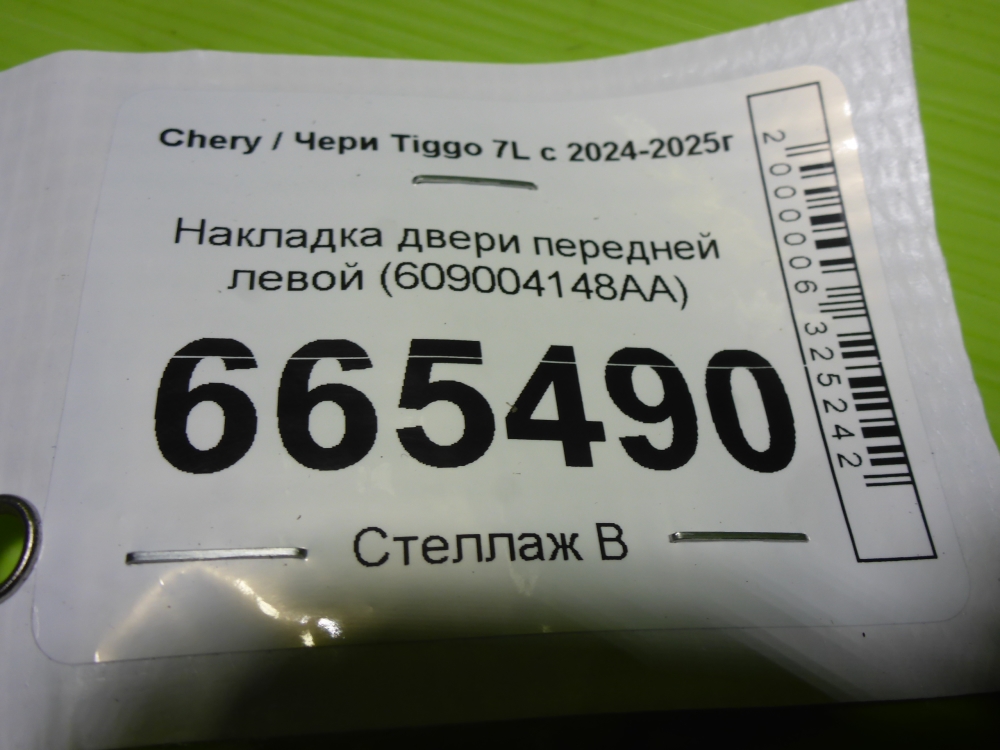 Chery / Чери Tiggo 7L с 2024-2025г
Накладка двери передней
левой (609004148AA)
665490
Стеллаж В
2000006325242